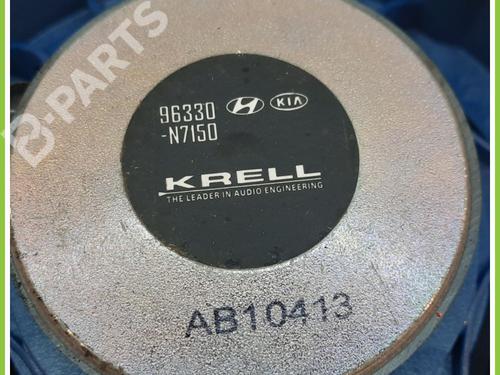 B-PARTS
96330
-N7150
KIA
KRELL
THE LEADER IN AUDIO ENGINEERING
AB10413